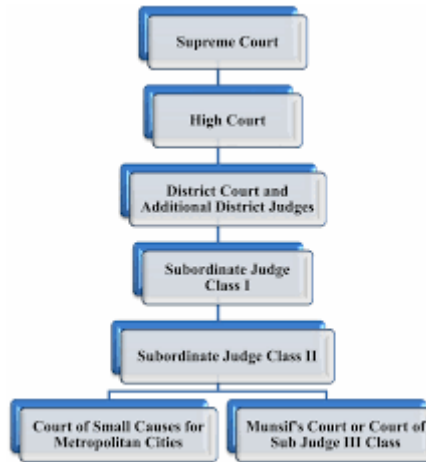 Supreme Court
High Court
District Court and
Additional District Judges
Subordinate Judge
Class I
Subordinate Judge Class II
Court of Small Causes for
Metropolitan Cities
Munsif's Court or Court of
Sub Judge III Class